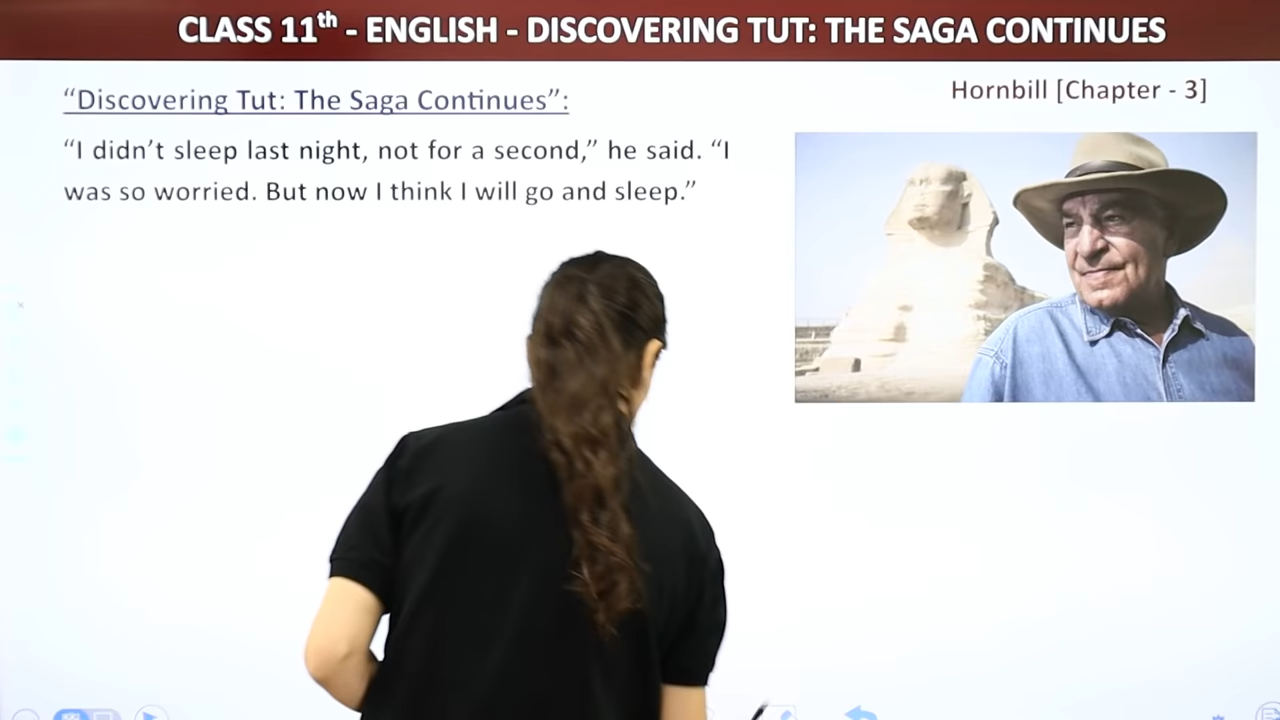 CLASS 11th - ENGLISH - DISCOVERING TUT: THE SAGA CONTINUES
“Discovering Tut: The Saga Continues”:
Hornbill [Chapter - 3]
“I didn’t sleep last night, not for a second,” he said. “I
was so worried. But now I think I will go and sleep.”